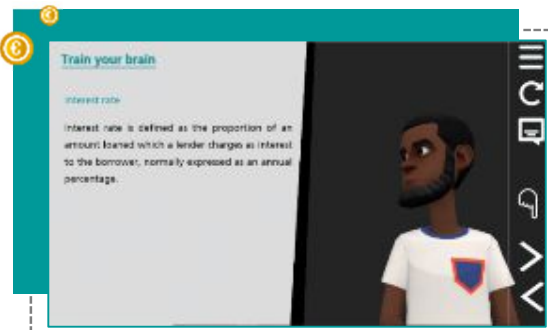 Train your brain
Interest rate
Interest rate is defined as the proportion of an
amount loaned which a lender charges as interest
to the borrower, normally expressed as an annual
percentage.